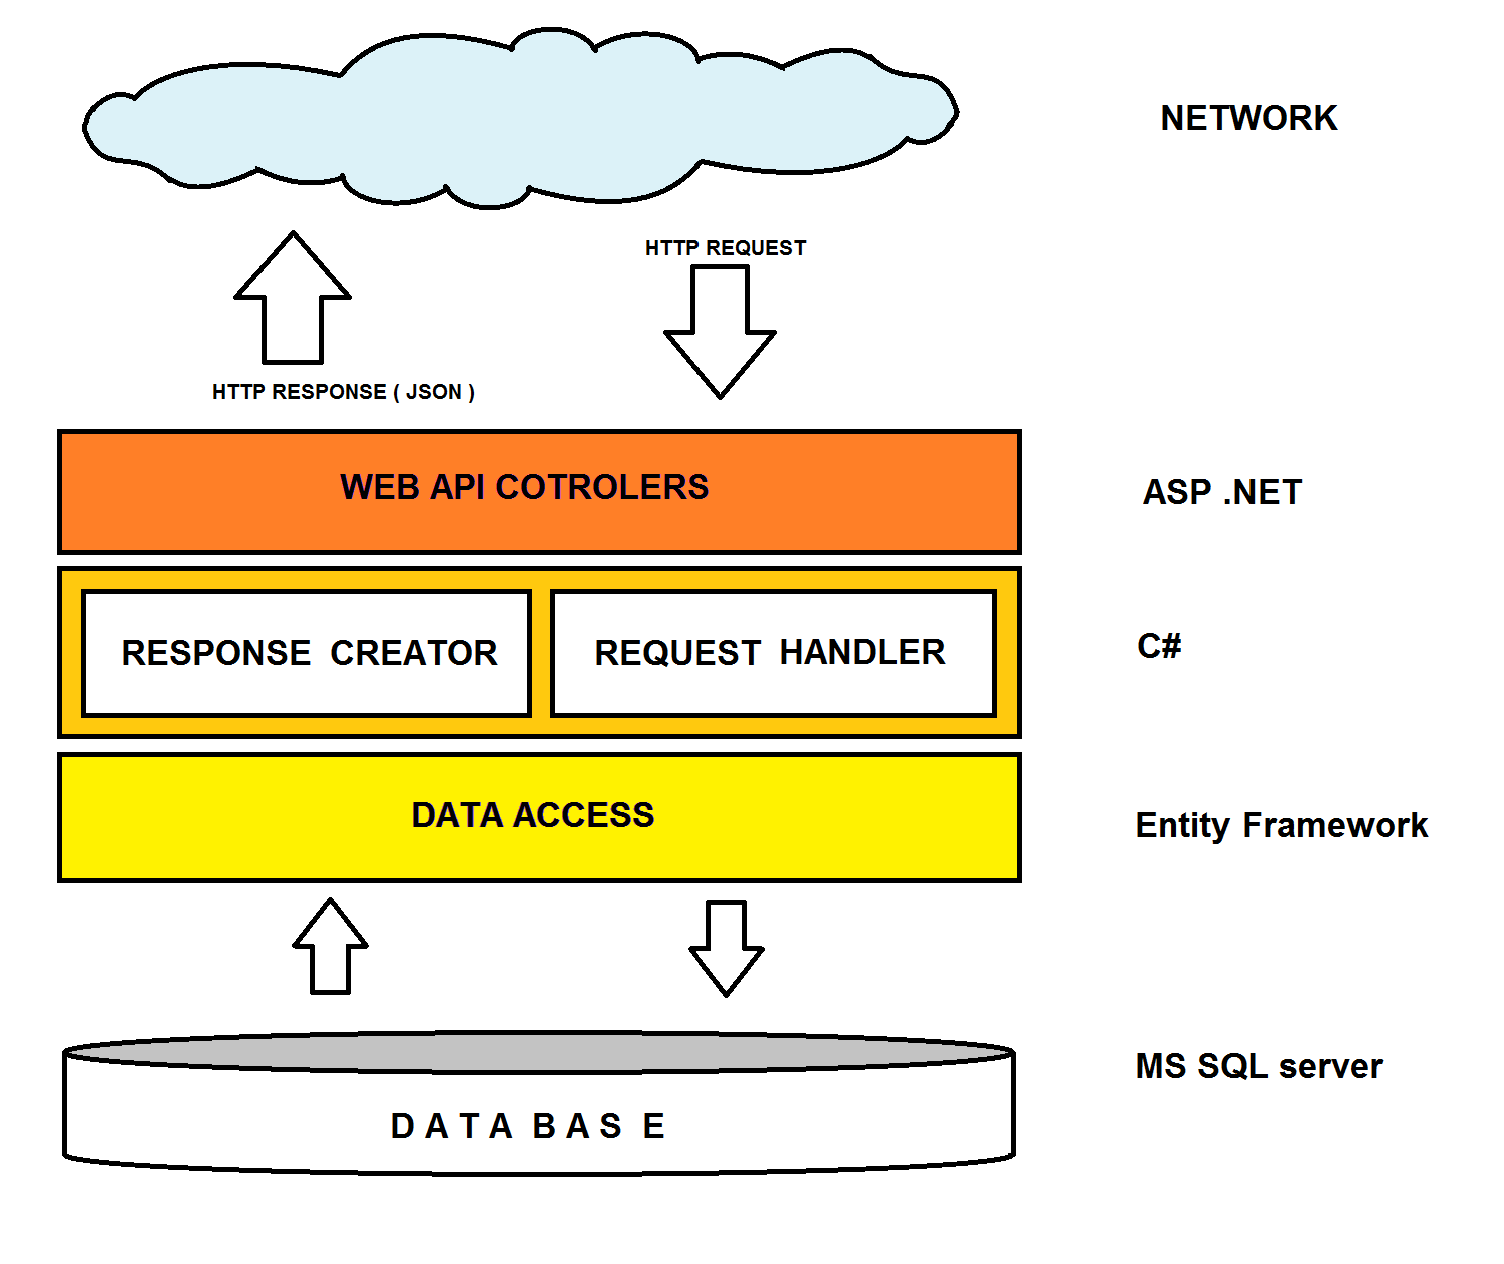 NETWORK
HTTP REQUEST
HTTP RESPONSE ( JSON )
WEB API COTROLERS
ASP .NET
RESPONSE CREATOR
REQUEST HANDLER
C#
DATA ACCESS
Entity Framework
MS SQL server
D A T A B A S E